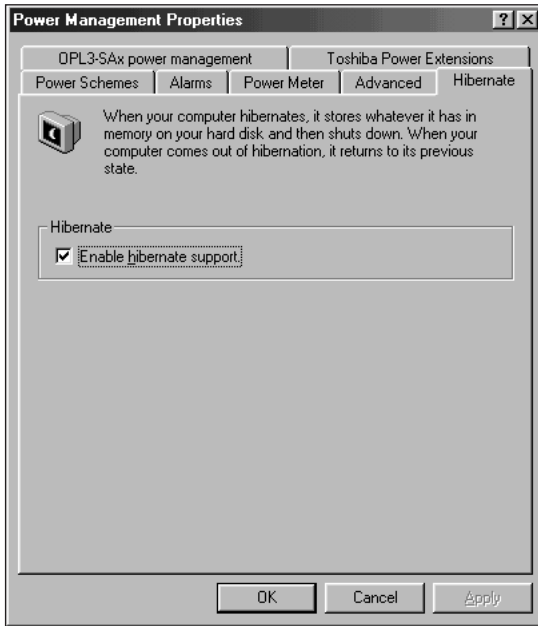 Power Management Properties
OPL3-SAx power management
Toshiba Power Extensions
Power Schemes
Alarms
Power Meter
Advanced
Hibernate
When your computer hibernates, it stores whatever it has in
memory on your hard disk and then shuts down. When your
computer comes out of hibernation, it returns to its previous
state.
Hibernate
Enable hibernate support.
OK
Cancel
Apply